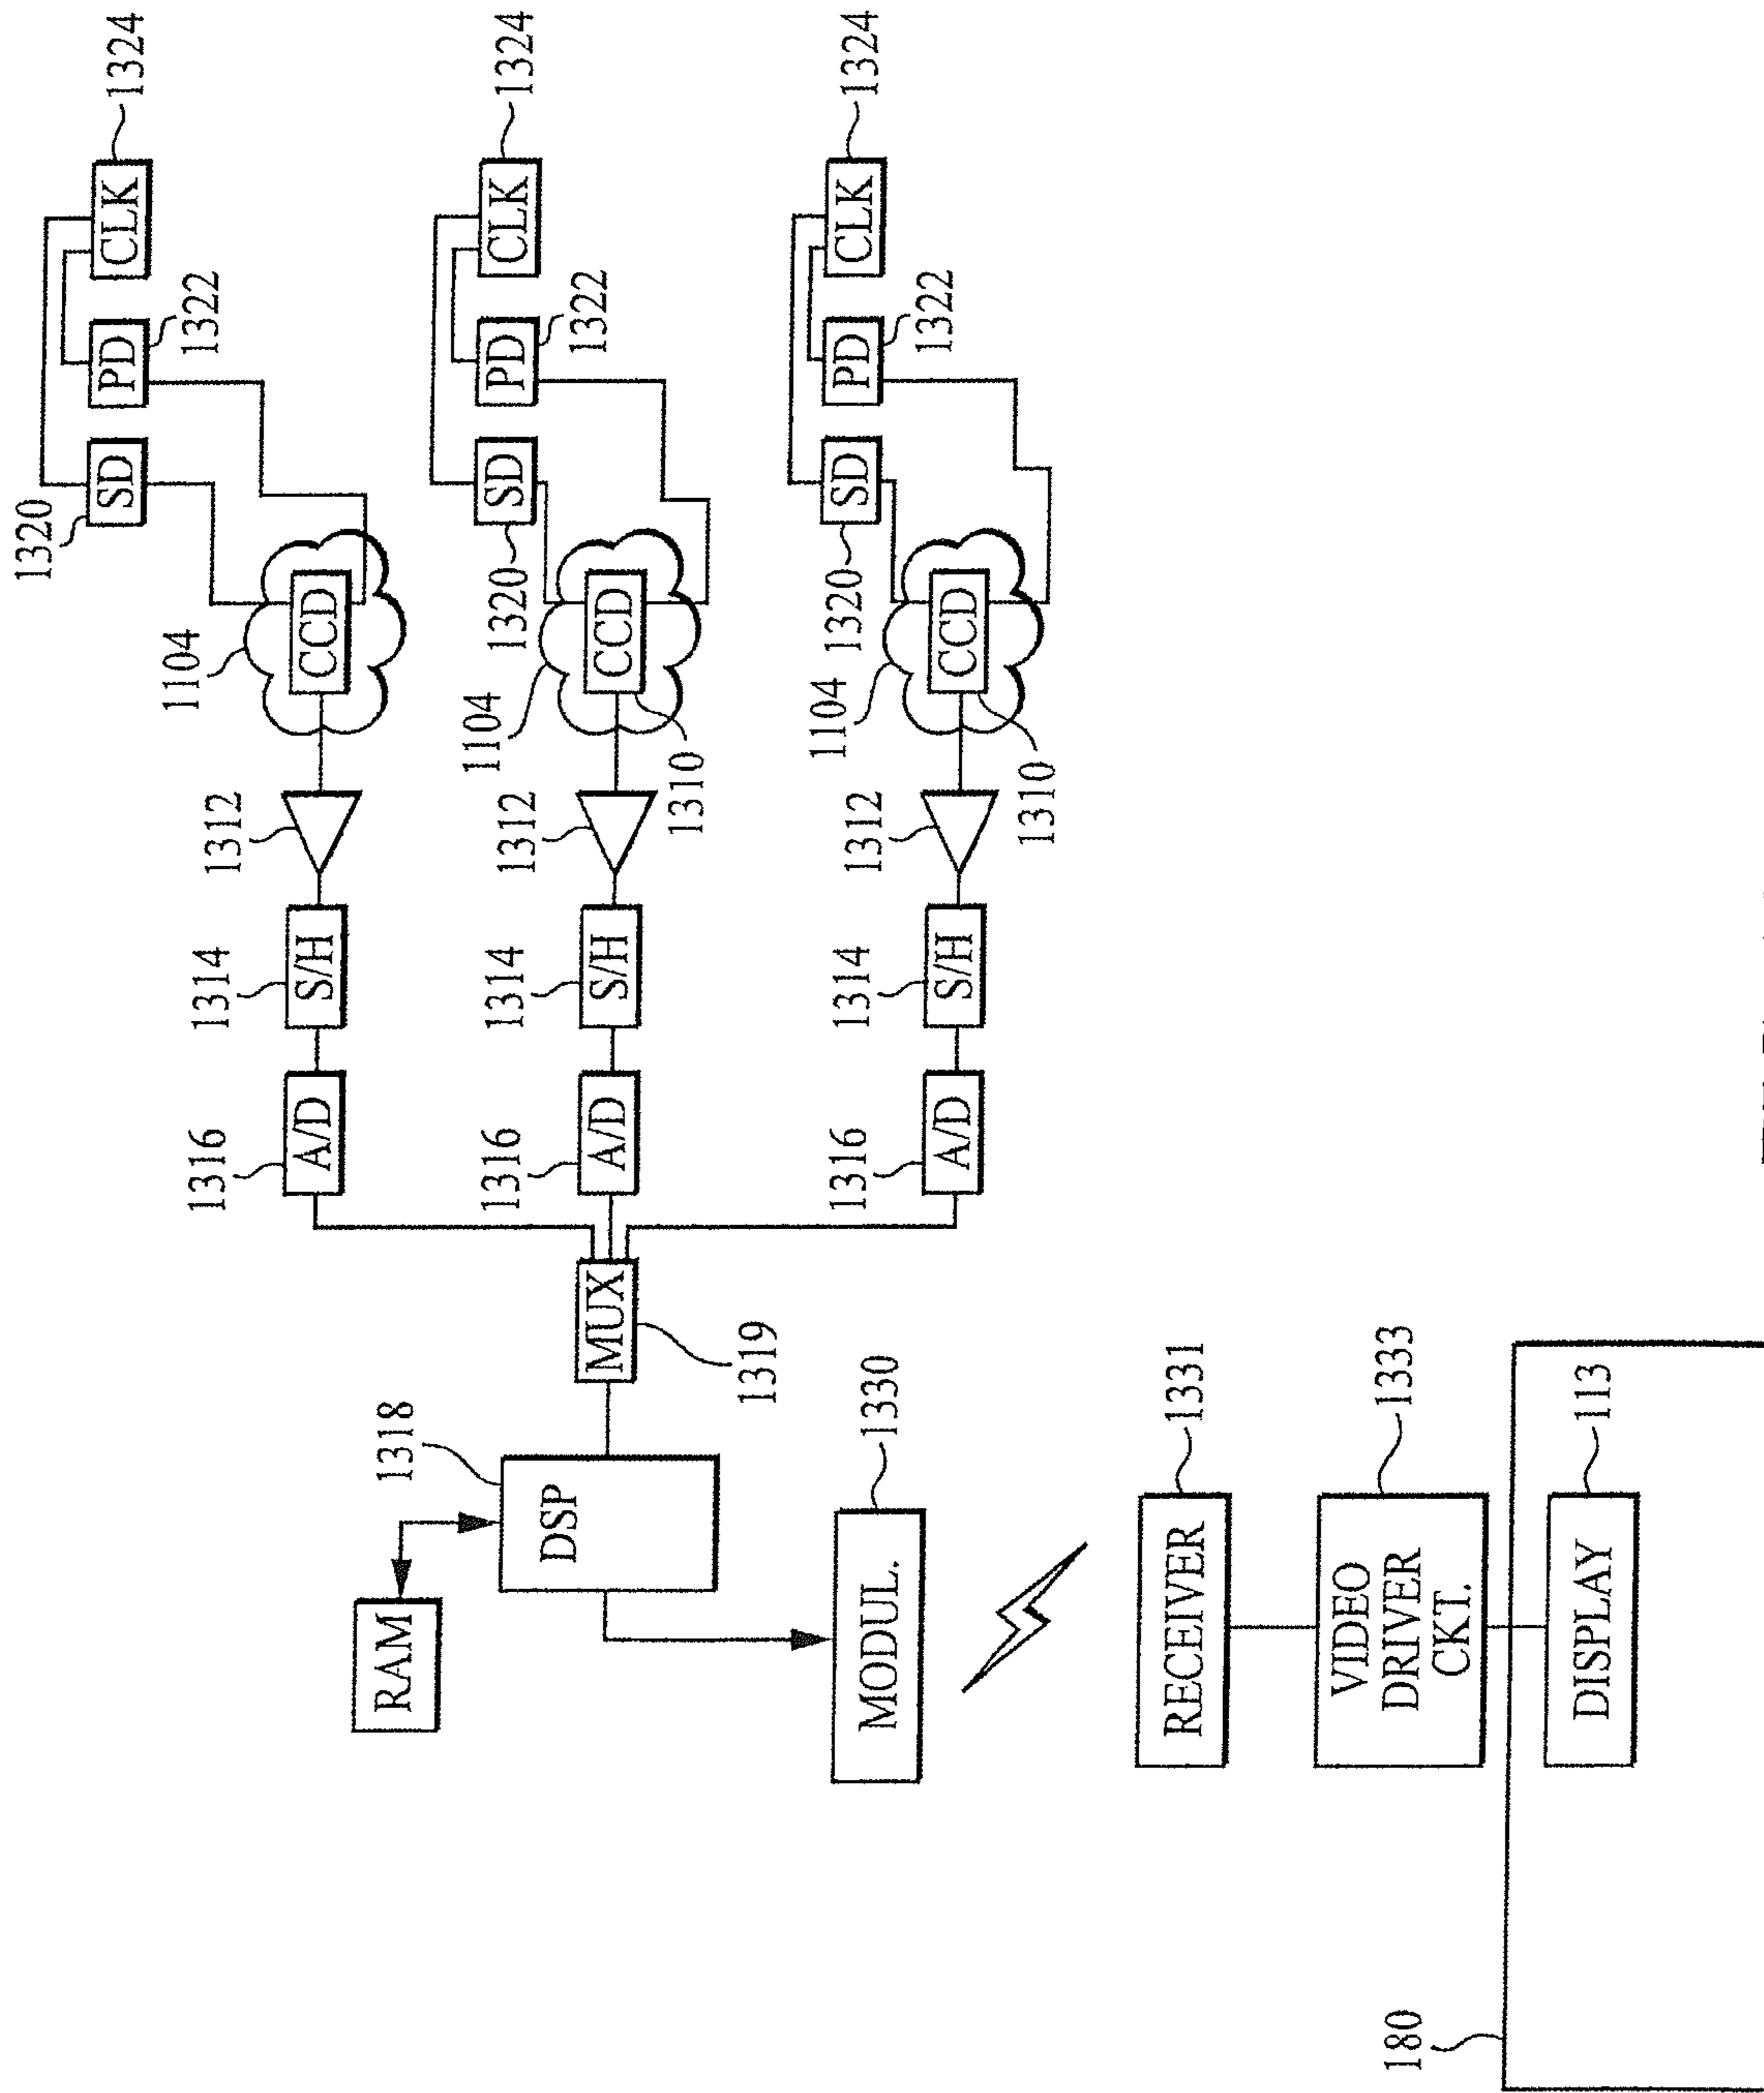 1320
SD
PD
CLK
1324
1316
1314
1312
1104
1322
A/D
S/H
CCD
RAM
1318
1316
1314
1312
1104
1320
SD
PD
CLK
1324
DSP
1322
MUX
A/D
S/H
CCD
1310
1319
1316
1314
1312
1104
1320
SD
PD
CLK
1324
MODUL.
1330
1322
A/D
S/H
CCD
1310
RECEIVER
1331
VIDEO
DRIVER
CKT.
1333
180
DISPLAY
113